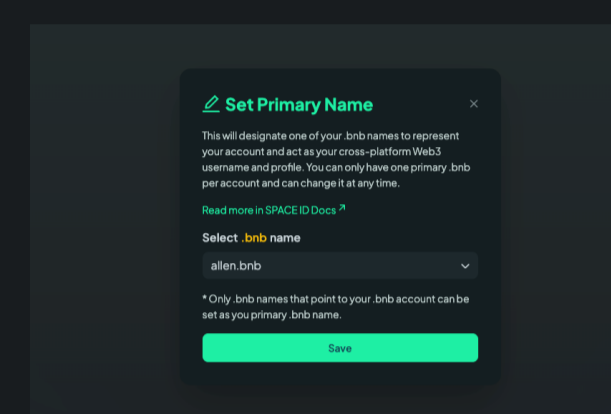 Set Primary Name
This will designate one of your .bnb names to represent
your account and act as your cross-platform Web3
username and profile. You can only have one primary .bnb
per account and can change it at any time.
Read more in SPACE ID Docs
Select .bnb name
allen.bnb
* Only .bnb names that point to your .bnb account can be
set as you primary .bnb name.
Save